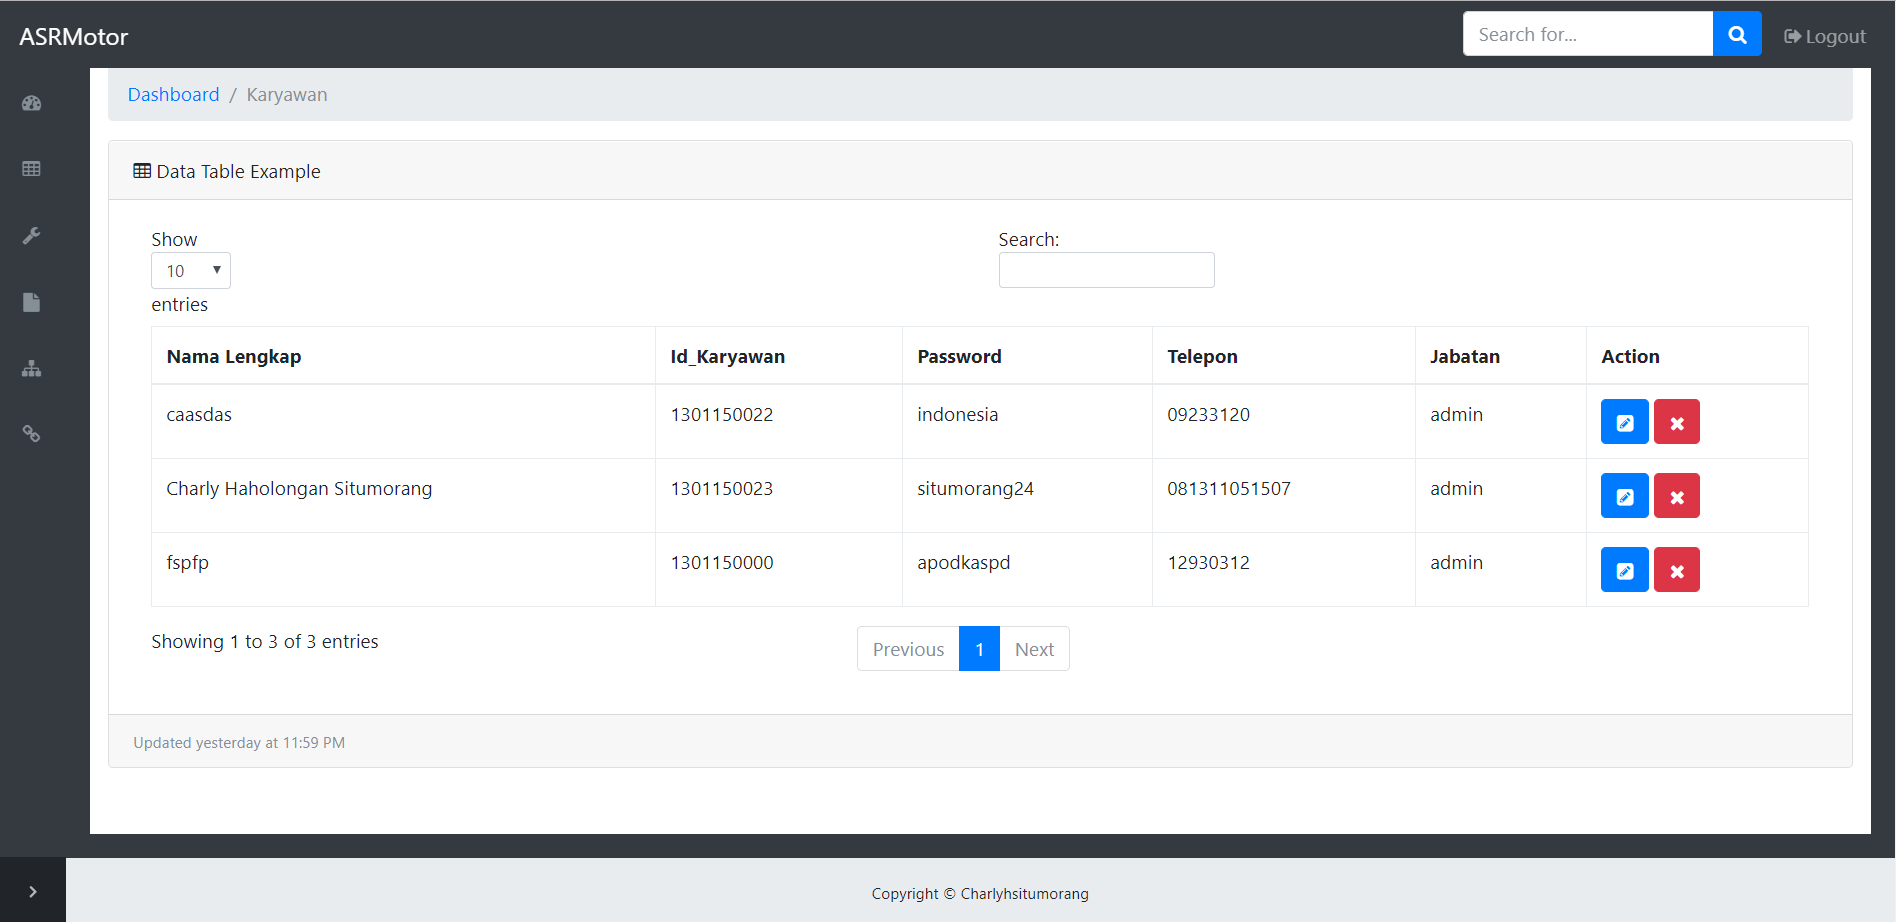 ASRMotor
Search for...
Logout
Dashboard / Karyawan
Data Table Example
Show
10
entries
Search:
Nama Lengkap Id_Karyawan Password Telepon Jabatan Action
caasdas 1301150022 indonesia 09233120 admin
Charly Haholongan Situmorang 1301150023 situmorang24 081311051507 admin
fspfp 1301150000 apodkaspd 12930312 admin
Showing 1 to 3 of 3 entries
Previous 1 Next
Updated yesterday at 11:59 PM
Copyright © Charlyhsitumorang